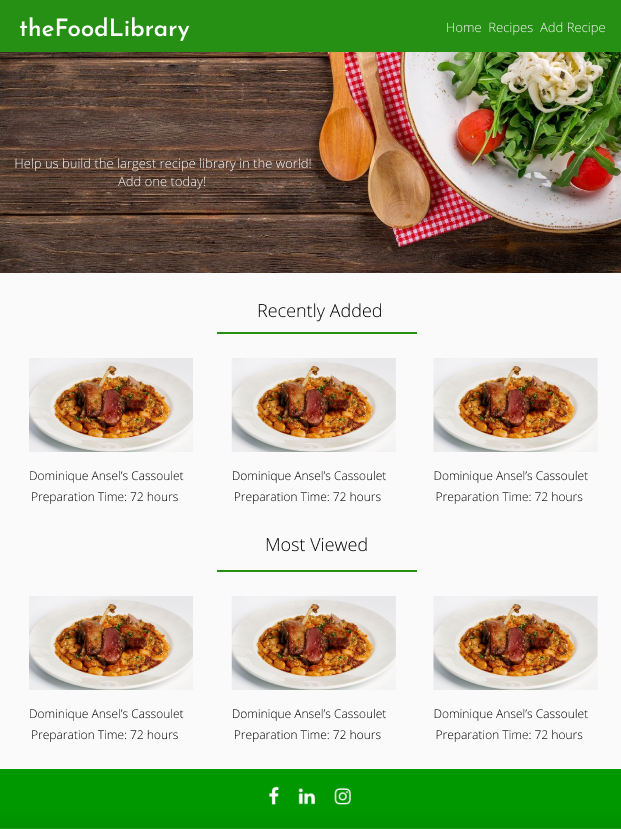 theFoodLibrary
Home Recipes Add Recipe
Help us build the largest recipe library in the world!
Add one today!
Recently Added
Dominique Ansel's Cassoulet
Preparation Time: 72 hours
Dominique Ansel's Cassoulet
Preparation Time: 72 hours
Dominique Ansel's Cassoulet
Preparation Time: 72 hours
Most Viewed
Dominique Ansel's Cassoulet
Preparation Time: 72 hours
Dominique Ansel's Cassoulet
Preparation Time: 72 hours
Dominique Ansel's Cassoulet
Preparation Time: 72 hours